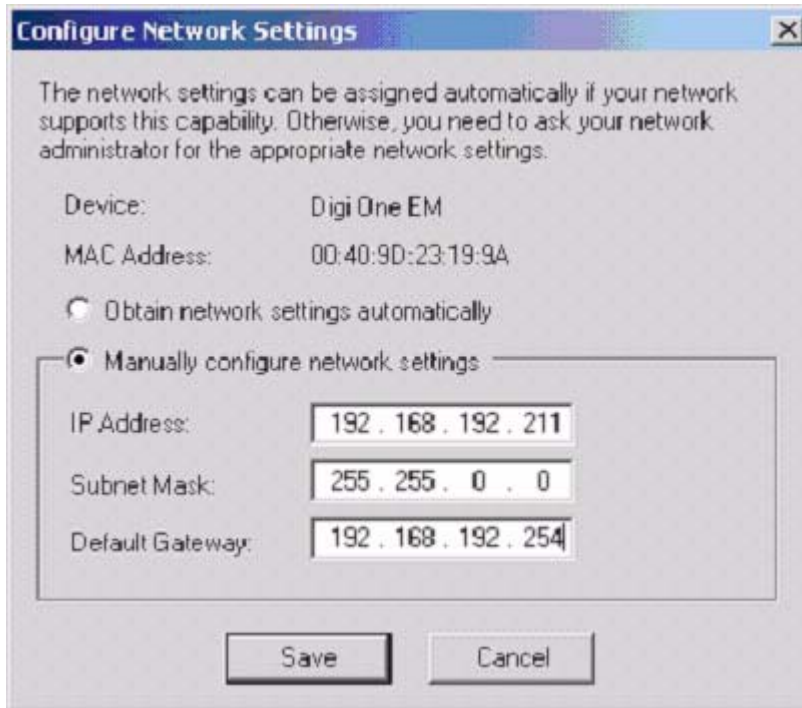 Configure Network Settings
The network settings can be assigned automatically if your network
supports this capability. Otherwise, you need to ask your network
administrator for the appropriate network settings.
Device: Digi One EM
MAC Address: 00:40:9D:23:19:9A
Obtain network settings automatically
Manually configure network settings
IP Address: 192 . 168 . 192 . 211
Subnet Mask: 255 . 255 . 0 . 0
Default Gateway: 192 . 168 . 192 . 254
Save Cancel